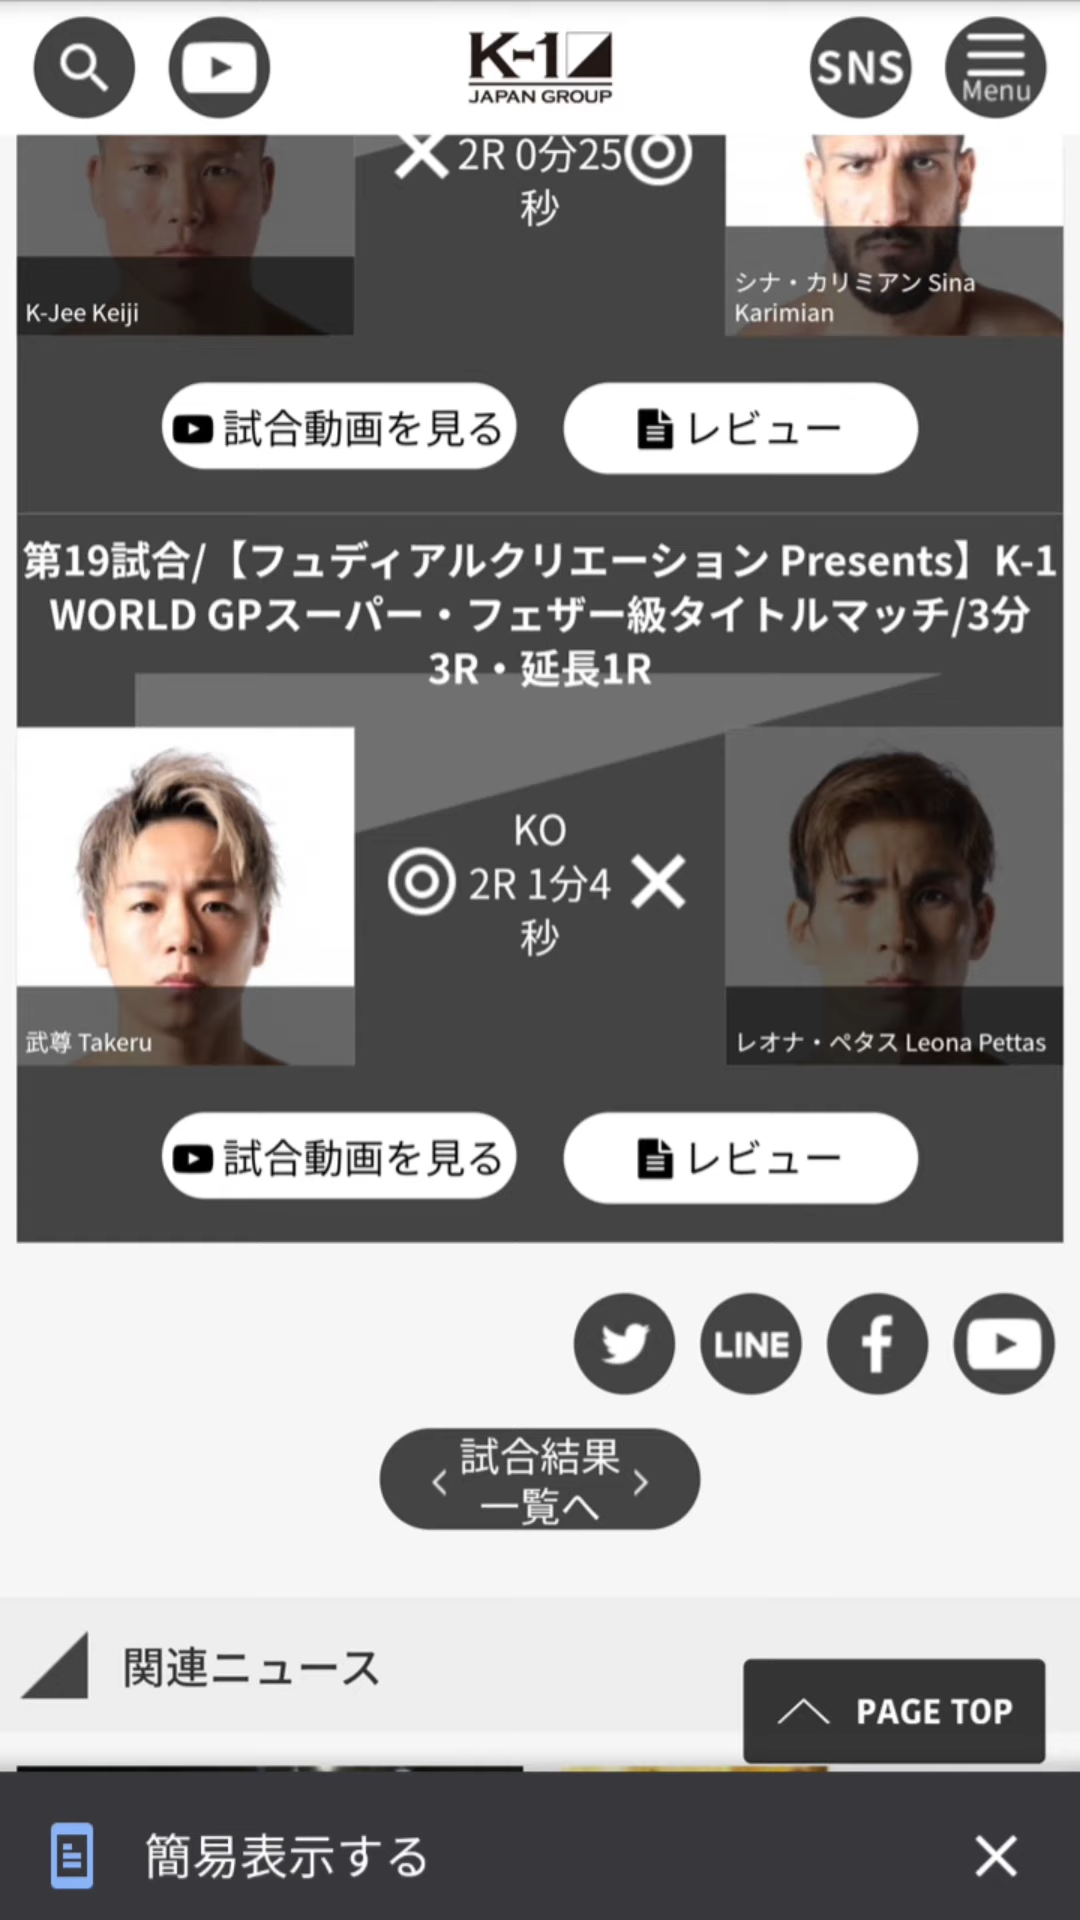 K-1
JAPAN GROUP
SNS
Menu
2R 0分25
秒
K-Jee Keiji
シナ・カリミアン Sina
Karimian
試合動画を見る
レビュー
第19試合/【フュディアルクリエーション Presents】K-1
WORLD GPスーパー・フェザー級タイトルマッチ/3分
3R・延長1R
KO
2R 1分4
秒
武尊 Takeru
レオナ・ペタス Leona Pettas
試合動画を見る
レビュー
LINE
試合結果
一覧へ
関連ニュース
PAGE TOP
簡易表示する